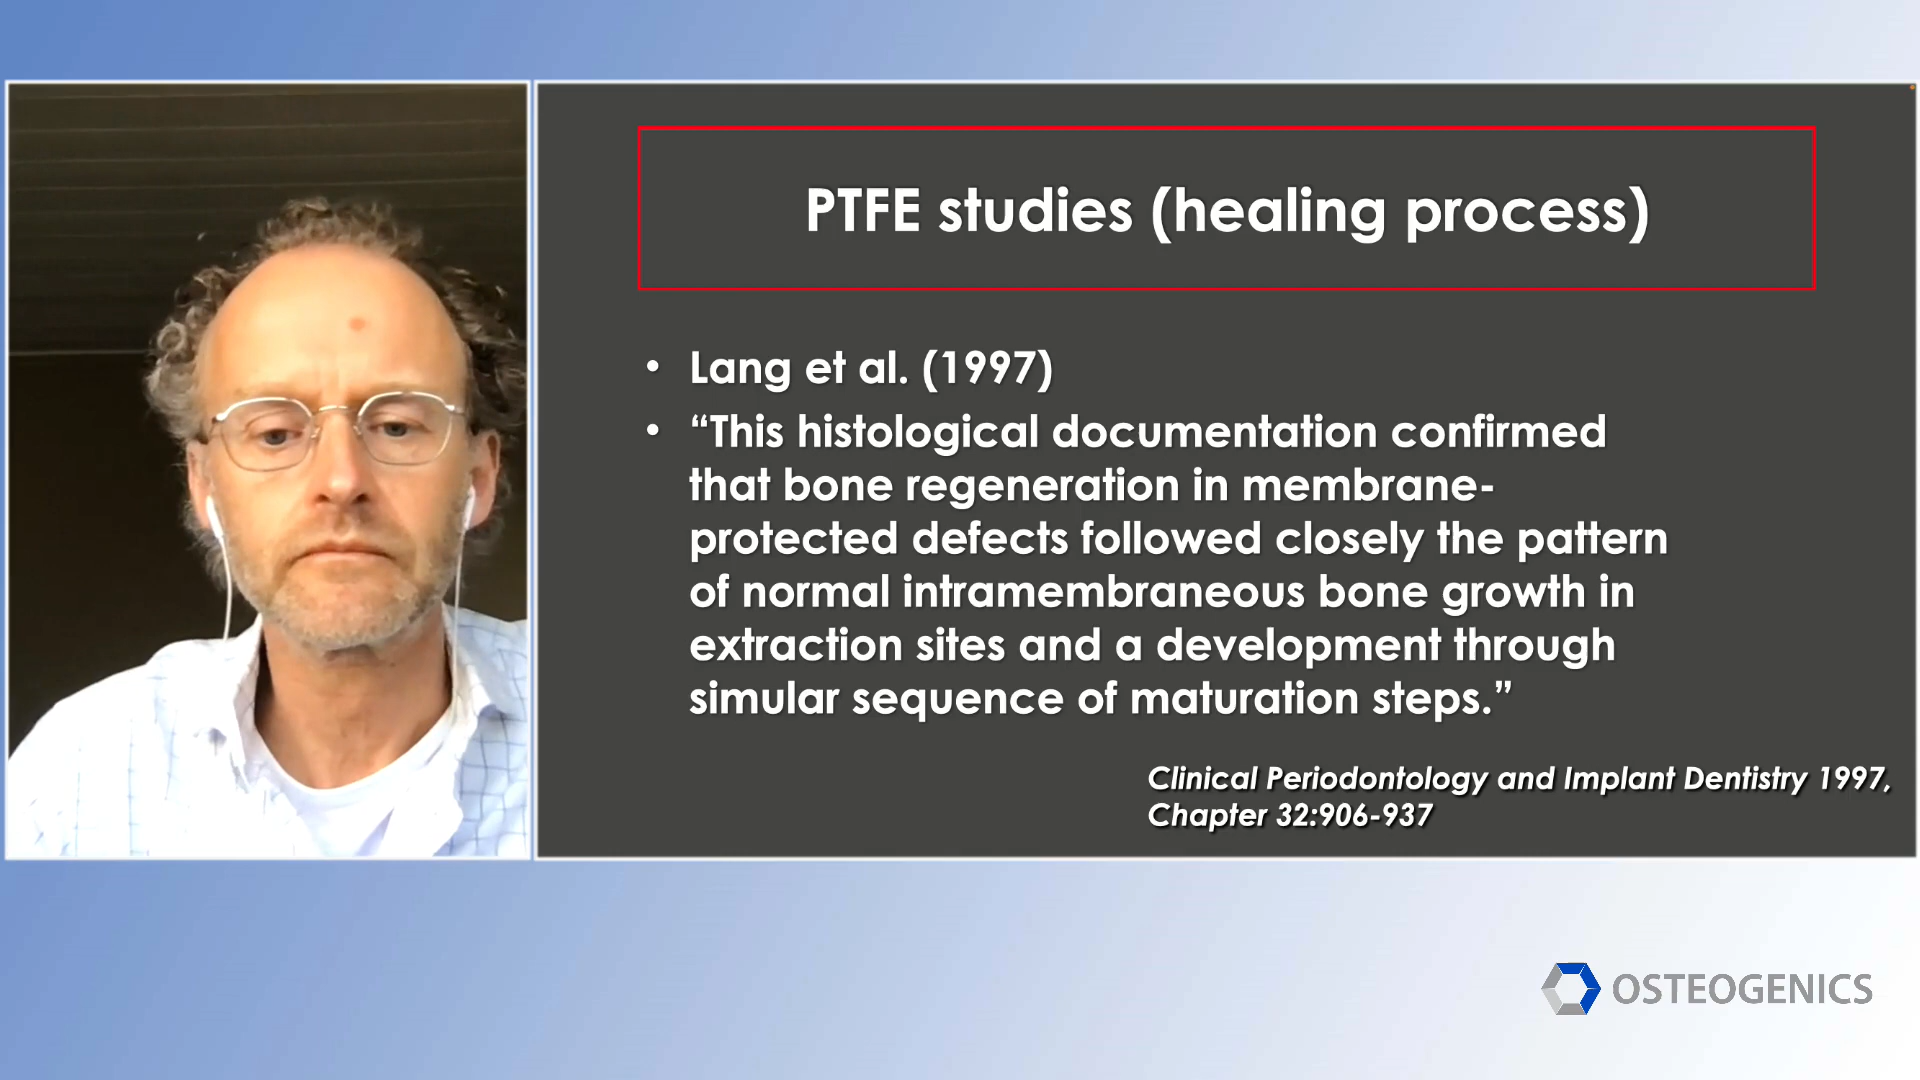 PTFE studies (healing process)
• Lang et al. (1997)
• “This histological documentation confirmed
that bone regeneration in membrane-
protected defects followed closely the pattern
of normal intramembraneous bone growth in
extraction sites and a development through
simular sequence of maturation steps.”
Clinical Periodontology and Implant Dentistry 1997,
Chapter 32:906-937
OSTEOGENICS